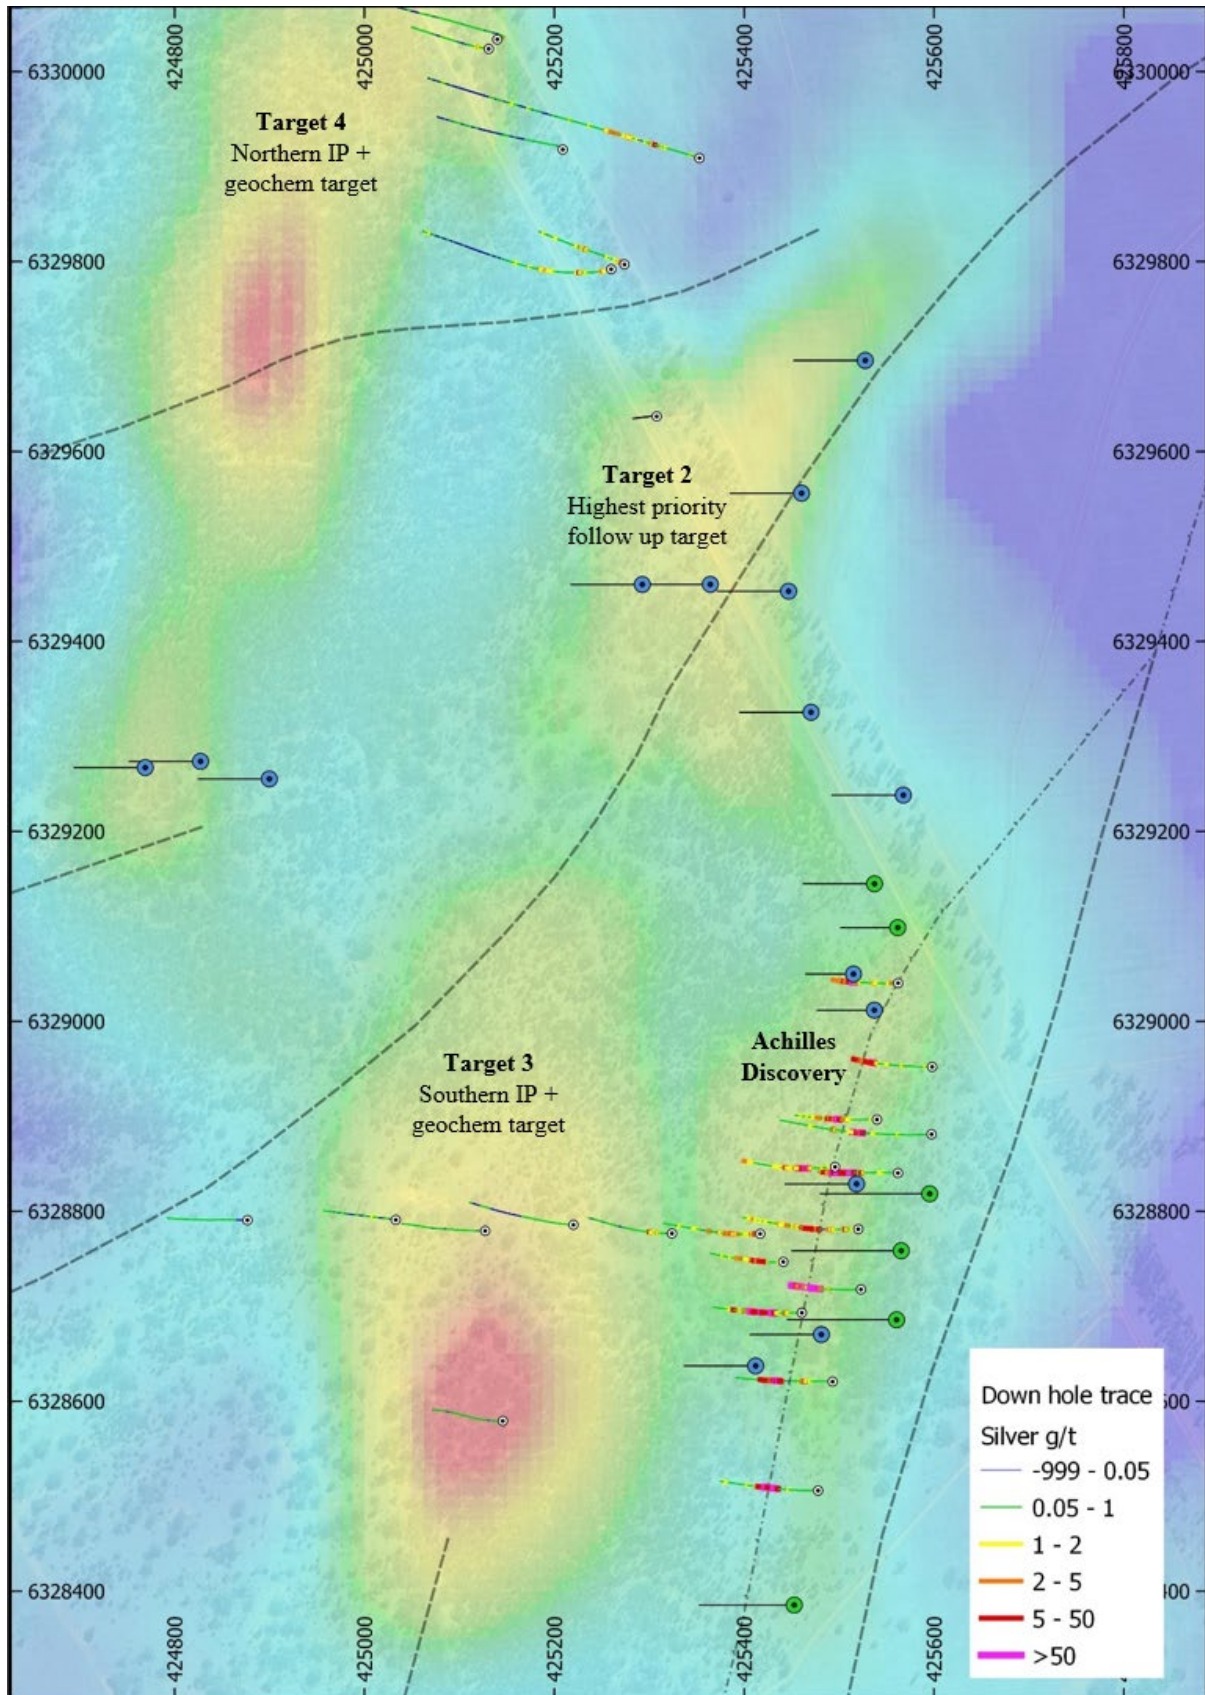 424800
425000
425200
425400
425600
425800
6330000
6330000
Target 4
Northern IP +
geochem target
6329800
6329800
6329600
6329600
Target 2
Highest priority
follow up target
6329400
6329400
6329200
6329200
6329000
6329000
Achilles
Discovery
Target 3
Southern IP +
geochem target
6328800
6328800
6328600
600
6328400
400
Down hole trace
Silver g/t
-999 - 0.05
0.05 - 1
1 - 2
2 - 5
5 - 50
>50
424800
425000
425200
425400
425600